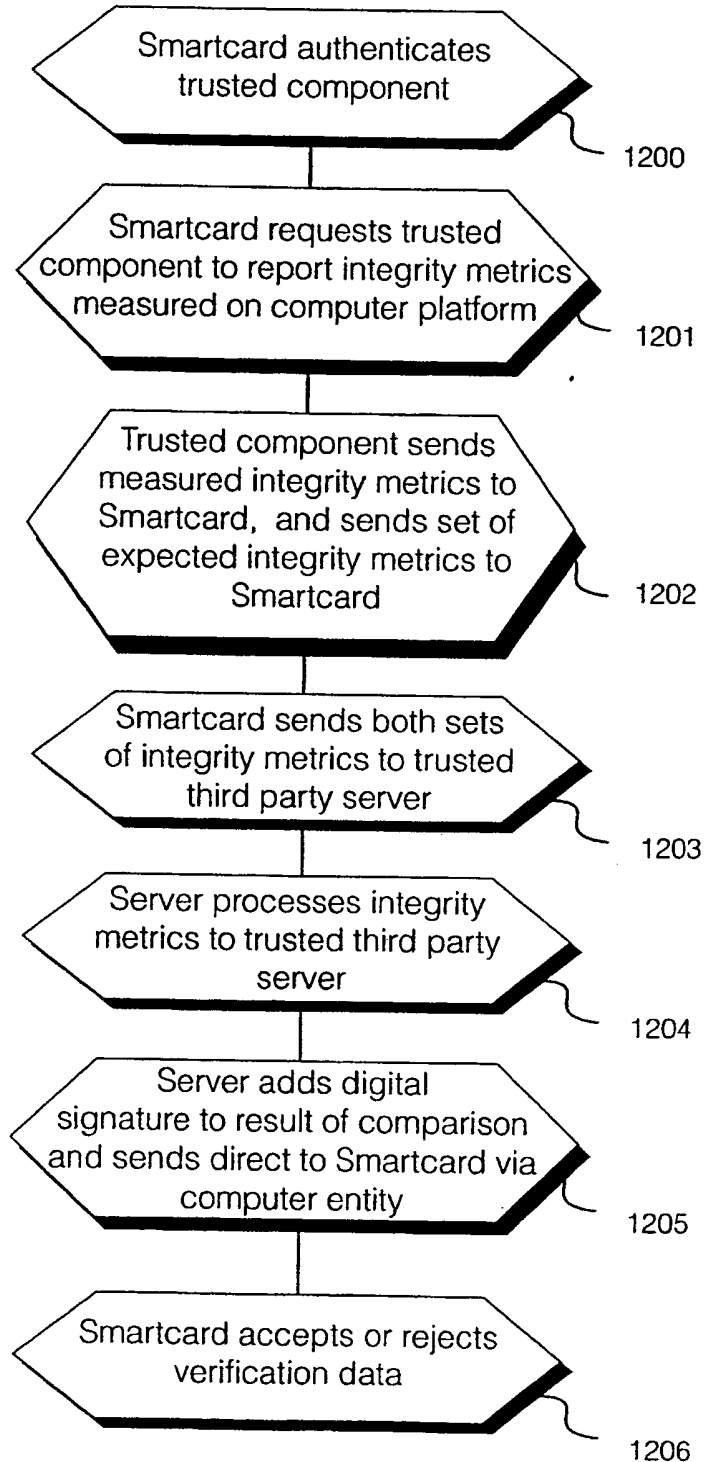 Smartcard authenticates
trusted component
1200
Smartcard requests trusted
component to report integrity metrics
measured on computer platform
1201
Trusted component sends
measured integrity metrics to
Smartcard, and sends set of
expected integrity metrics to
Smartcard
1202
Smartcard sends both sets
of integrity metrics to trusted
third party server
1203
Server processes integrity
metrics to trusted third party
server
1204
Server adds digital
signature to result of comparison
and sends direct to Smartcard via
computer entity
1205
Smartcard accepts or rejects
verification data
1206